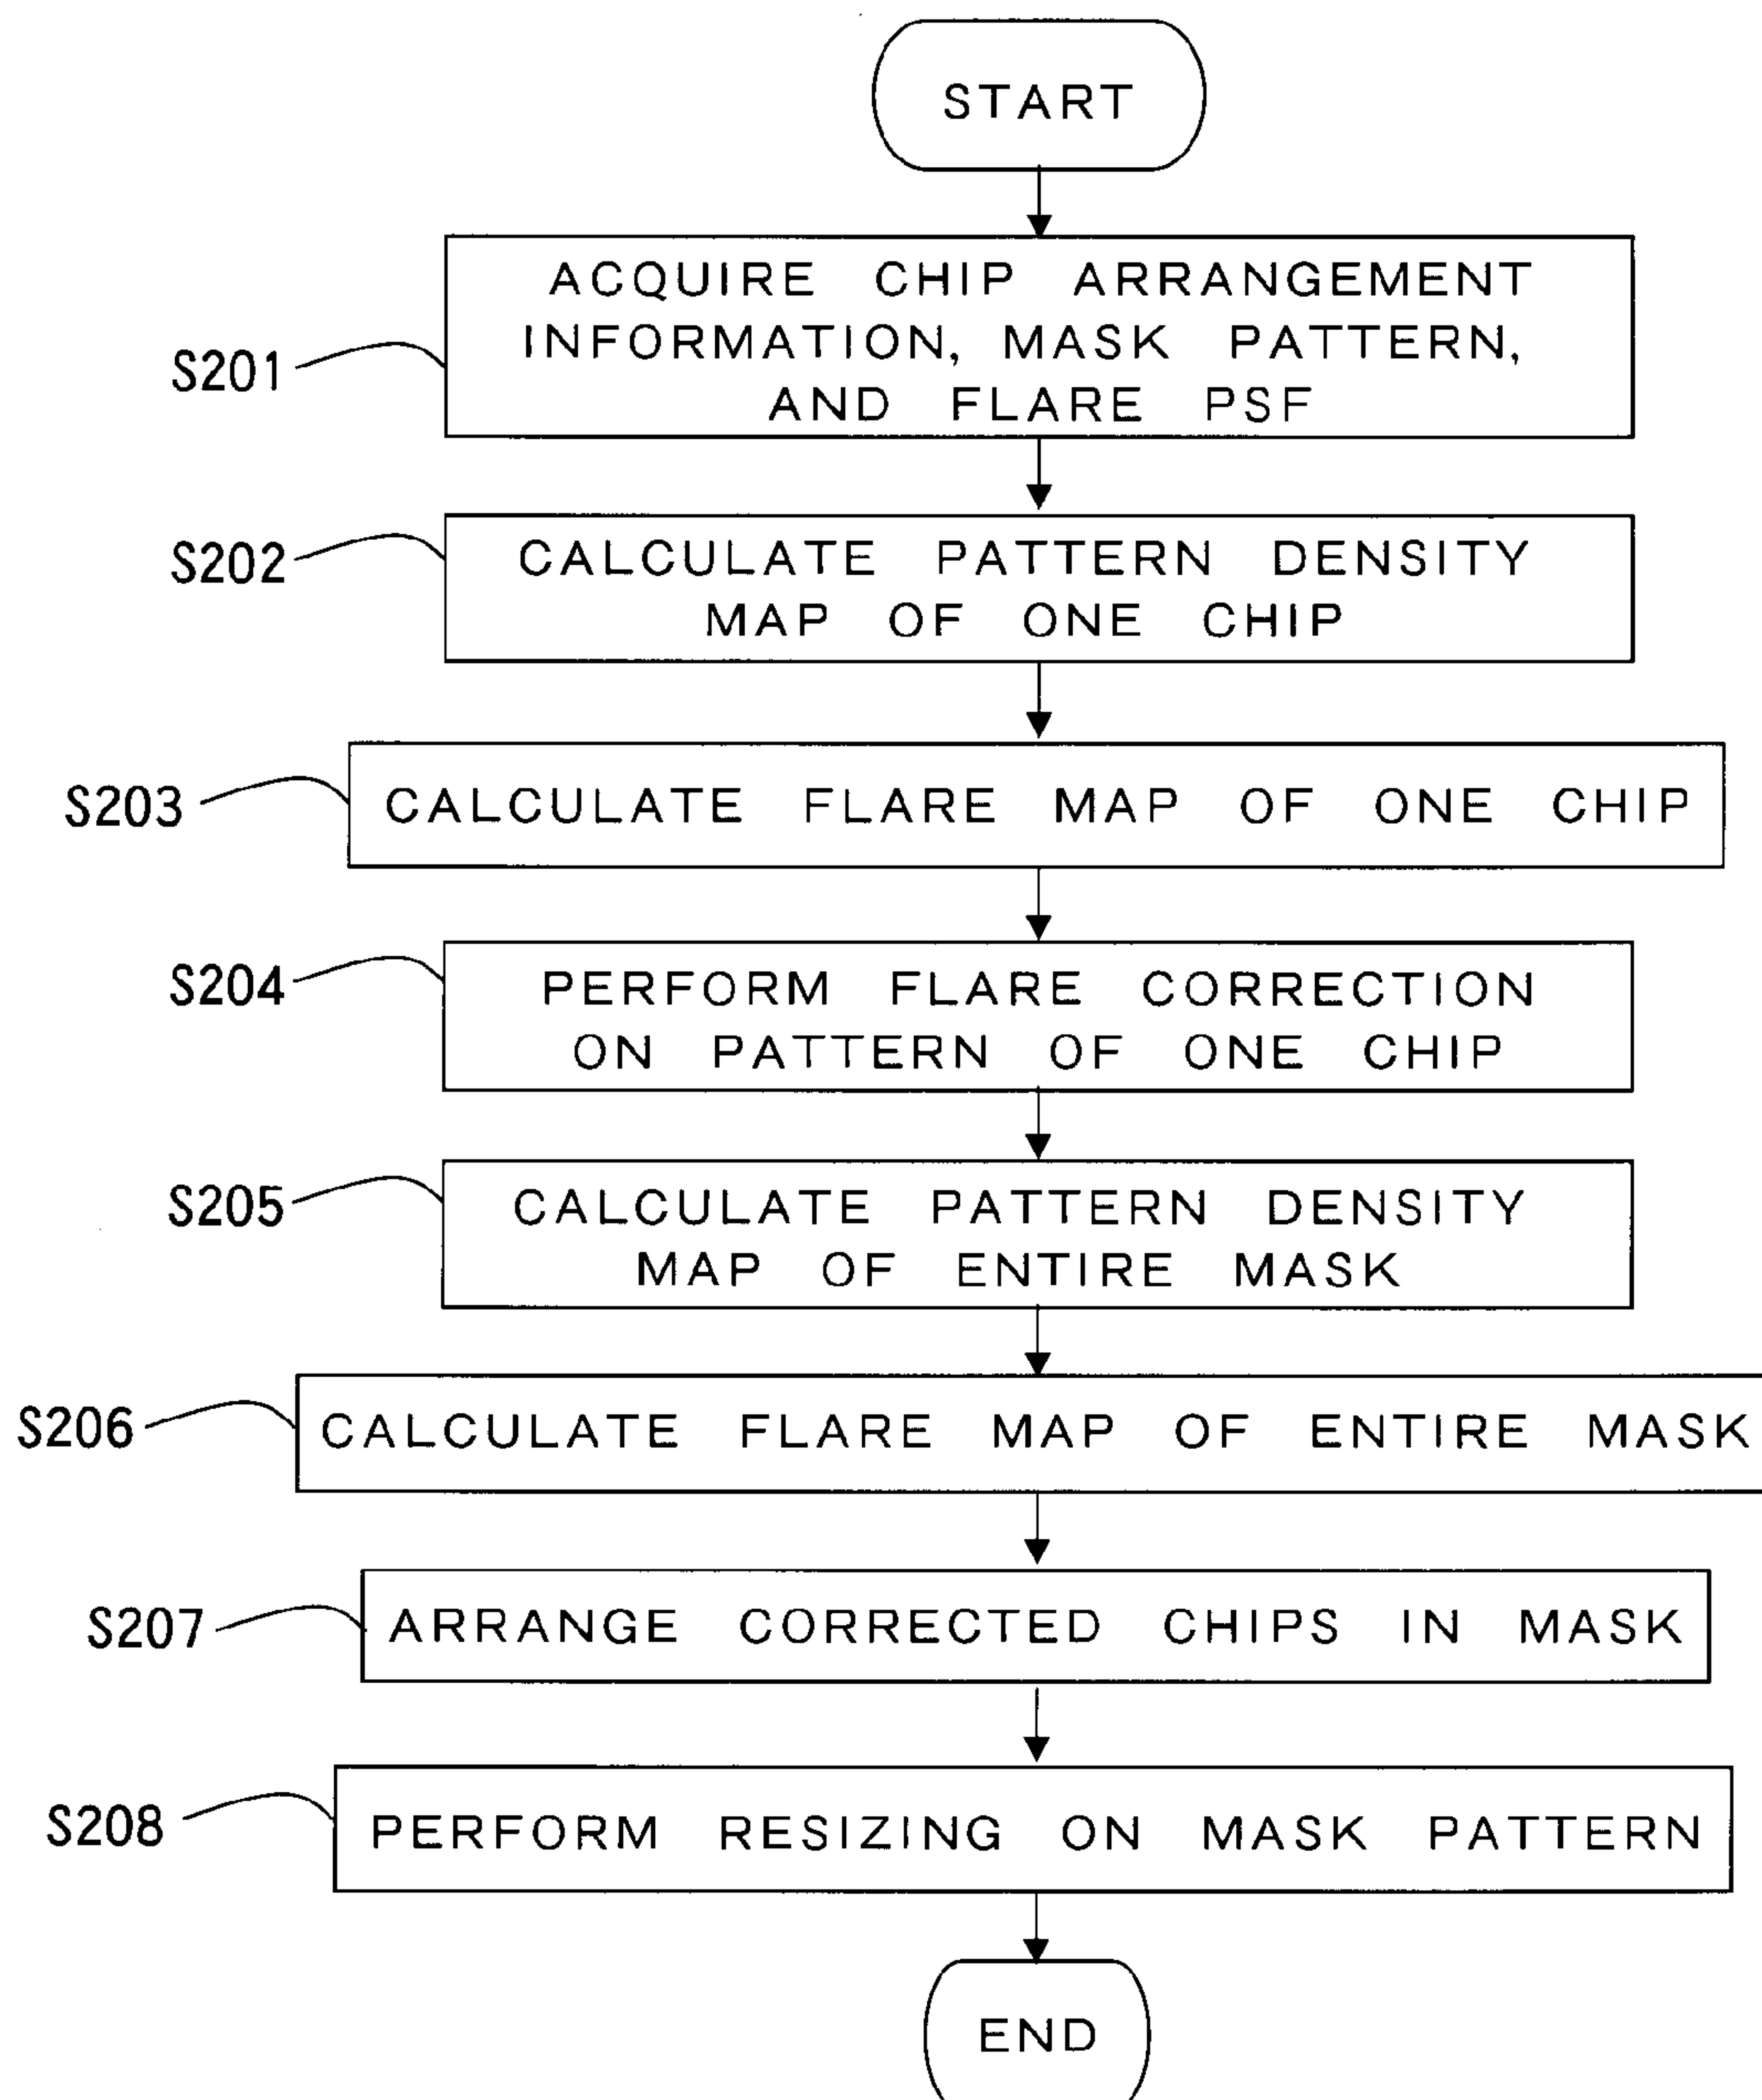 START
S201
ACQUIRE CHIP ARRANGEMENT
INFORMATION, MASK PATTERN,
AND FLARE PSF
S202
CALCULATE PATTERN DENSITY
MAP OF ONE CHIP
S203
CALCULATE FLARE MAP OF ONE CHIP
S204
PERFORM FLARE CORRECTION
ON PATTERN OF ONE CHIP
S205
CALCULATE PATTERN DENSITY
MAP OF ENTIRE MASK
S206
CALCULATE FLARE MAP OF ENTIRE MASK
S207
ARRANGE CORRECTED CHIPS IN MASK
S208
PERFORM RESIZING ON MASK PATTERN
END